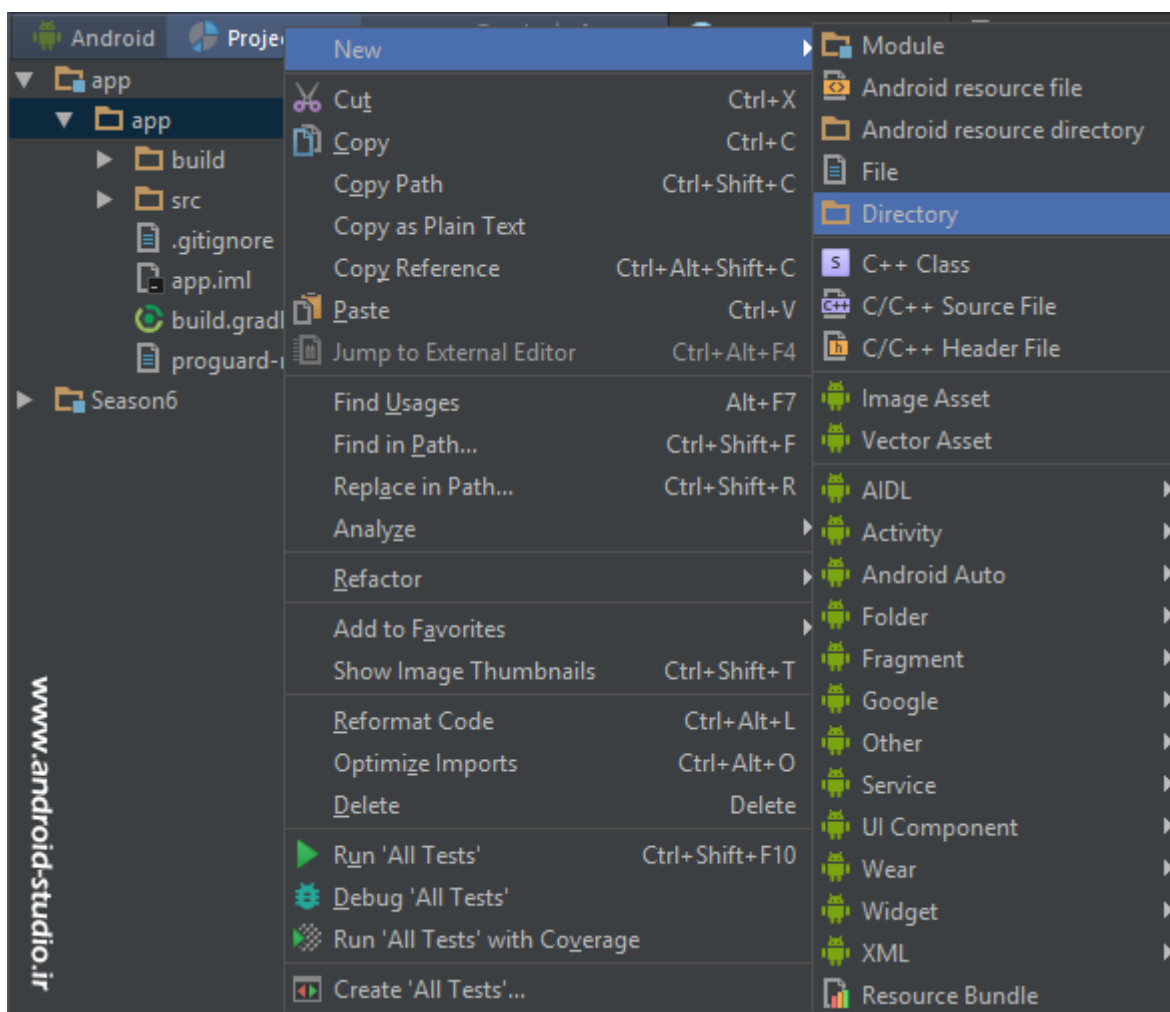 Android
app
app
build
src
.gitignore
app.iml
Season6
New
Cut Ctrl+X
Copy Ctrl+C
Copy Path Ctrl+Shift+C
Copy as Plain Text
Copy Reference Ctrl+Alt+Shift+C
Paste Ctrl+V
Jump to External Editor Ctrl+Alt+F4
Find Usages Alt+F7
Find in Path... Ctrl+Shift+F
Replace in Path... Ctrl+Shift+R
Analyze
Refactor
Add to Favorites
Show Image Thumbnails Ctrl+Shift+T
Reformat Code Ctrl+Alt+L
Optimize Imports Ctrl+Alt+O
Delete Delete
Run 'All Tests' Ctrl+Shift+F10
Debug 'All Tests'
Run 'All Tests' with Coverage
Create 'All Tests'...
Module
Android resource file
Android resource directory
File
Directory
C++ Class
C/C++ Source File
C/C++ Header File
Image Asset
Vector Asset
AIDL
Activity
Android Auto
Folder
Fragment
Google
Other
Service
UI Component
Wear
Widget
XML
Resource Bundle
www.android-studio.ir